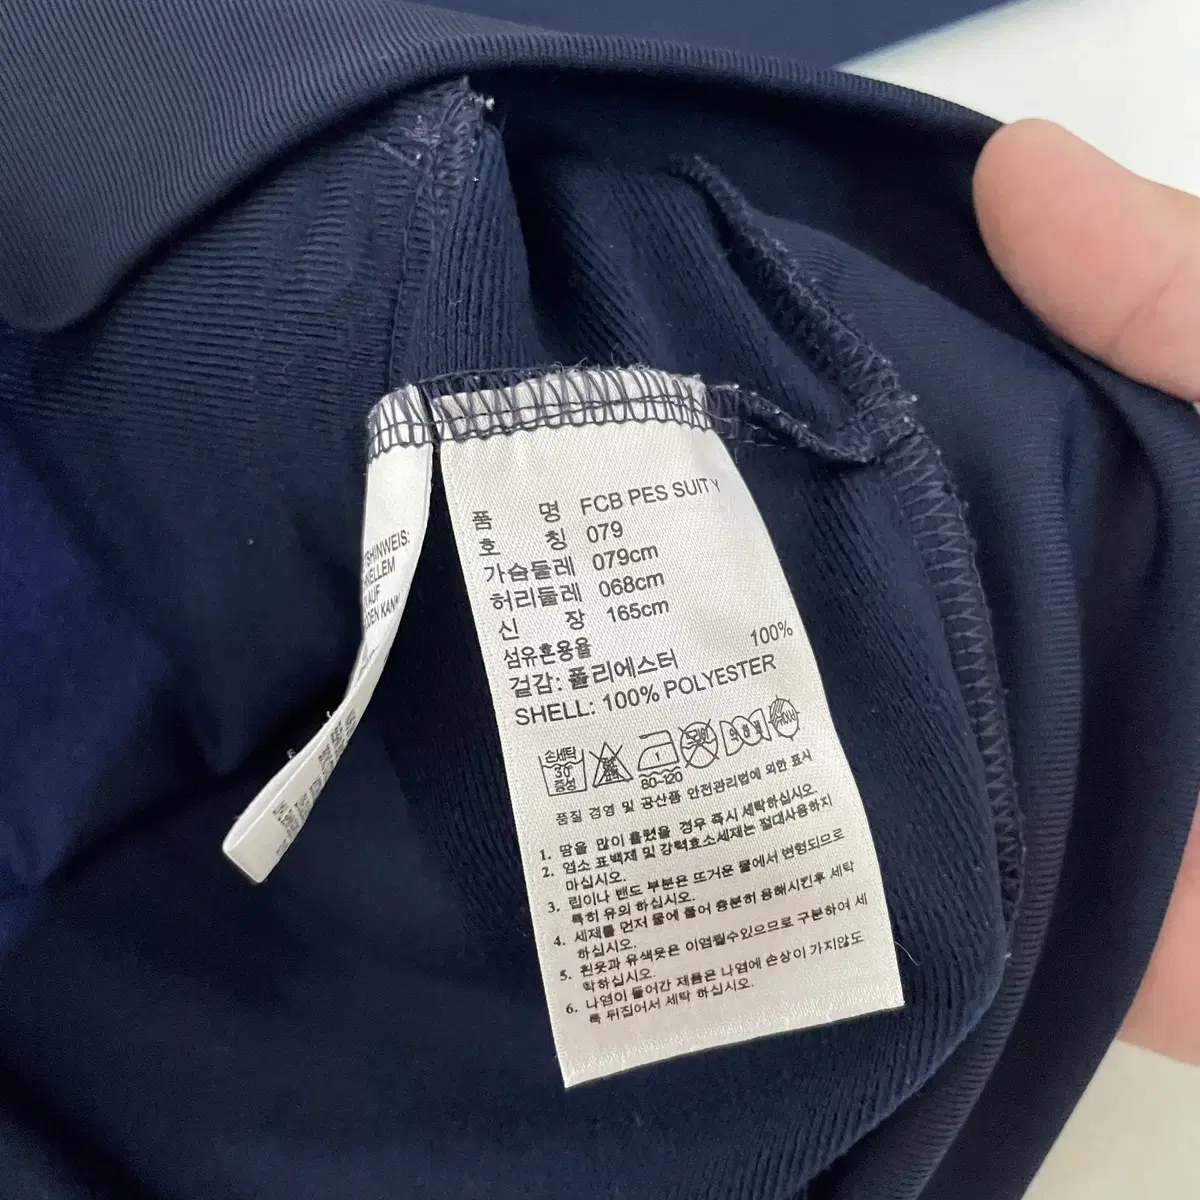 품 명 FCB PES SUIT Y
호 칭 079
가슴둘레 079cm
허리둘레 068cm
신 장 165cm
섬유혼용율
걸감: 폴리에스터 100%
SHELL: 100% POLYESTER
손세탁
30°
중성
80~120
품질 경영 및 공산품 안전관리법에 의한 표시
1. 땀을 많이 흘렸을 경우 즉시 세탁하십시오.
2. 염소 표백제 및 강력효소세제는 절대사용하지
마십시오.
3. 립이나 밴드 부분은 뜨거운 물에서 변형되므로
특히 유의 하십시오.
4. 세제를 먼저 물에 풀어 충분히 용해시킨후 세탁
하십시오.
5. 흰옷과 유색옷은 이염될수있으므로 구분하여 세
탁하십시오.
6. 나염이 들어간 제품은 나염에 손상이 가지않도
록 뒤집어서 세탁 하십시오.
SHINWEIS:
HNELLEM
AUF
DEN KANN